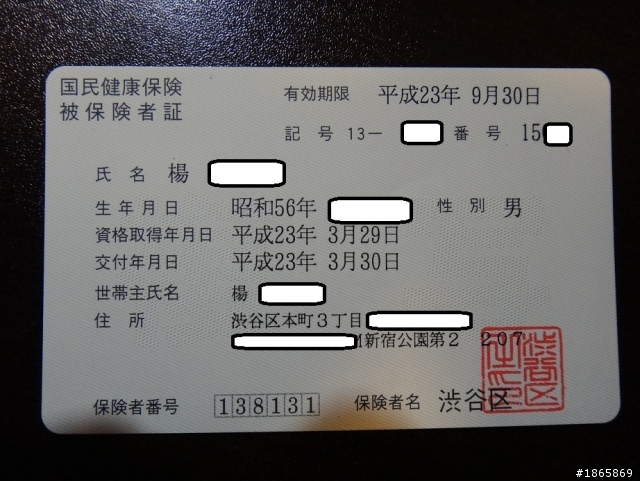 国民健康保険
被保険者証
有効期限 平成23年 9月30日
記号 13－ 番号 15
氏名 楊
生年月日 昭和56年 性別 男
資格取得年月日 平成23年 3月29日
交付年月日 平成23年 3月30日
世帯主氏名 楊
住所 渋谷区本町3丁目
新宿公園第2 207
保険者番号 138131 保険者名 渋谷区
#1865869